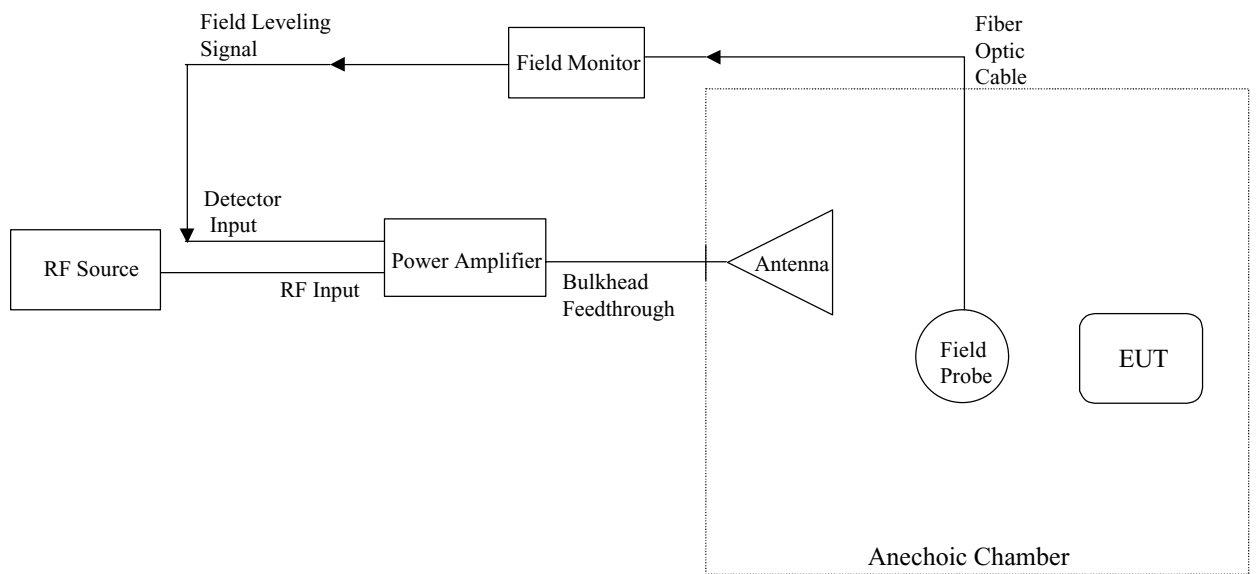 Field Leveling
Signal
Field Monitor
Fiber
Optic
Cable
Detector
Input
RF Source
RF Input
Power Amplifier
Bulkhead
Feedthrough
Antenna
Field
Probe
EUT
Anechoic Chamber